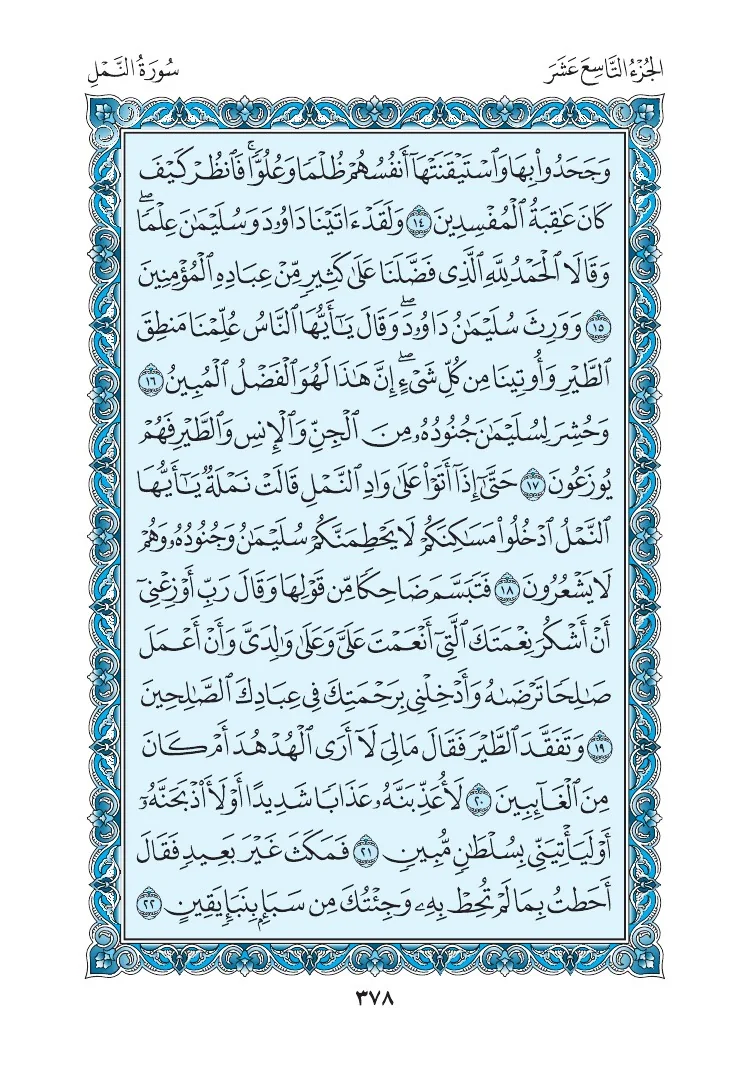 الجُزْءُ التَّاسِعَ عَشَرَ
سُورَةُ النَّمْلِ
وَجَحَدُوا۟ بِهَا وَٱسْتَيْقَنَتْهَآ أَنفُسُهُمْ ظُلْمًا وَعُلُوًّا ۚ فَٱنظُرْ كَيْفَ
كَانَ عَٰقِبَةُ ٱلْمُفْسِدِينَ ١٤ وَلَقَدْ ءَاتَيْنَا دَاوُۥدَ وَسُلَيْمَٰنَ عِلْمًا ۖ
وَقَالَا ٱلْحَمْدُ لِلَّهِ ٱلَّذِى فَضَّلَنَا عَلَىٰ كَثِيرٍ مِّنْ عِبَادِهِ ٱلْمُؤْمِنِينَ
١٥ وَوَرِثَ سُلَيْمَٰنُ دَاوُۥدَ ۖ وَقَالَ يَٰٓأَيُّهَا ٱلنَّاسُ عُلِّمْنَا مَنطِقَ
ٱلطَّيْرِ وَأُوتِينَا مِن كُلِّ شَىْءٍ ۖ إِنَّ هَٰذَا لَهُوَ ٱلْفَضْلُ ٱلْمُبِينُ ١٦
وَحُشِرَ لِسُلَيْمَٰنَ جُنُودُهُۥ مِنَ ٱلْجِنِّ وَٱلْإِنسِ وَٱلطَّيْرِ فَهُمْ
يُوزَعُونَ ١٧ حَتَّىٰٓ إِذَآ أَتَوْا۟ عَلَىٰ وَادِ ٱلنَّمْلِ قَالَتْ نَمْلَةٌ يَٰٓأَيُّهَا
ٱلنَّمْلُ ٱدْخُلُوا۟ مَسَٰكِنَكُمْ لَا يَحْطِمَنَّكُمْ سُلَيْمَٰنُ وَجُنُودُهُۥ وَهُمْ
لَا يَشْعُرُونَ ١٨ فَتَبَسَّمَ ضَاحِكًا مِّن قَوْلِهَا وَقَالَ رَبِّ أَوْزِعْنِىٓ
أَنْ أَشْكُرَ نِعْمَتَكَ ٱلَّتِىٓ أَنْعَمْتَ عَلَىَّ وَعَلَىٰ وَٰلِدَىَّ وَأَنْ أَعْمَلَ
صَٰلِحًا تَرْضَىٰهُ وَأَدْخِلْنِى بِرَحْمَتِكَ فِى عِبَادِكَ ٱلصَّٰلِحِينَ
١٩ وَتَفَقَّدَ ٱلطَّيْرَ فَقَالَ مَالِىَ لَآ أَرَى ٱلْهُدْهُدَ أَمْ كَانَ
مِنَ ٱلْغَآئِبِينَ ٢٠ لَأُعَذِّبَنَّهُۥ عَذَابًا شَدِيدًا أَوْ لَأَا۟ذْبَحَنَّهُۥٓ
أَوْ لَيَأْتِيَنِّى بِسُلْطَٰنٍ مُّبِينٍ ٢١ فَمَكَثَ غَيْرَ بَعِيدٍ فَقَالَ
أَحَطتُ بِمَا لَمْ تُحِطْ بِهِۦ وَجِئْتُكَ مِن سَبَإٍۭ بِنَبَإٍ يَقِينٍ ٢٢
٣٧٨